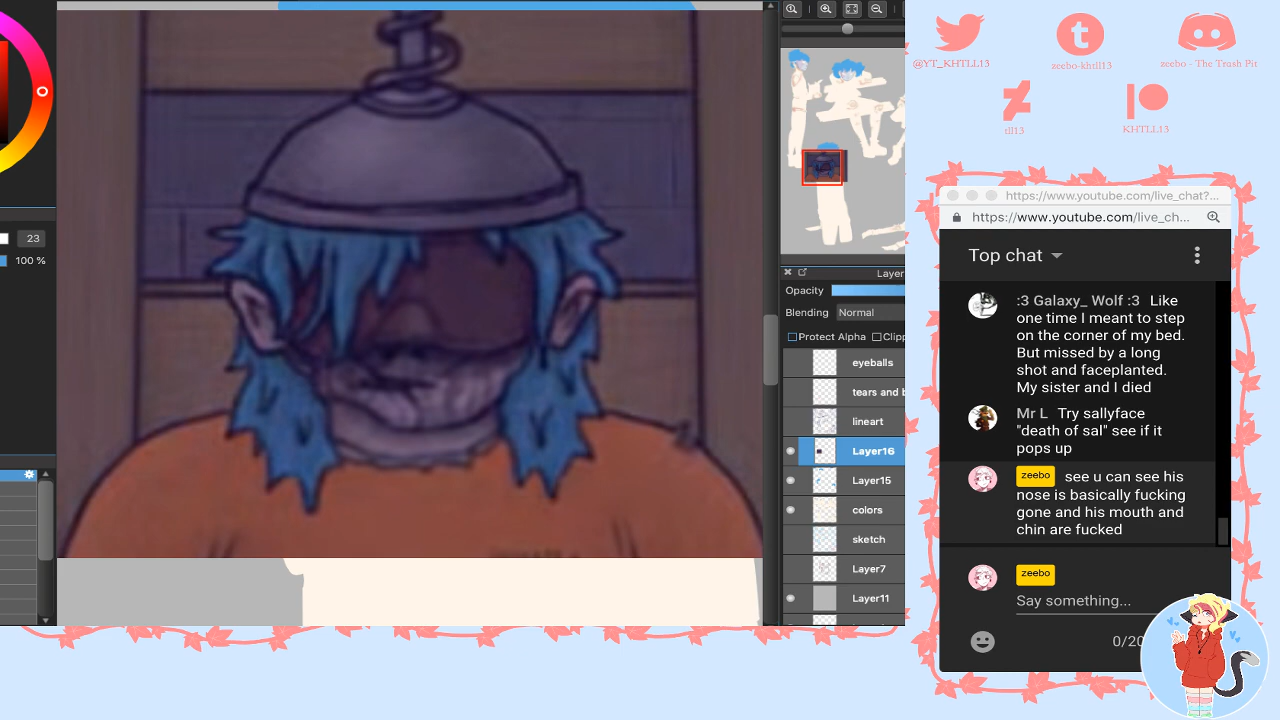 @YT_KHTLL13
zeebo-khtll13
zeebo - The Trash Pit
tll13
KHTLL13
23
100 %
Layer
Opacity
Blending Normal
Protect Alpha Clipp
eyeballs
tears and b
lineart
Layer16
Layer15
colors
sketch
Layer7
Layer11
https://www.youtube.com/live_chat?...
https://www.youtube.com/live_ch...
Top chat
:3 Galaxy_ Wolf :3 Like
one time I meant to step
on the corner of my bed.
But missed by a long
shot and faceplanted.
My sister and I died
Mr L Try sallyface
"death of sal" see if it
pops up
zeebo see u can see his
nose is basically fucking
gone and his mouth and
chin are fucked
zeebo
Say something...
0/20